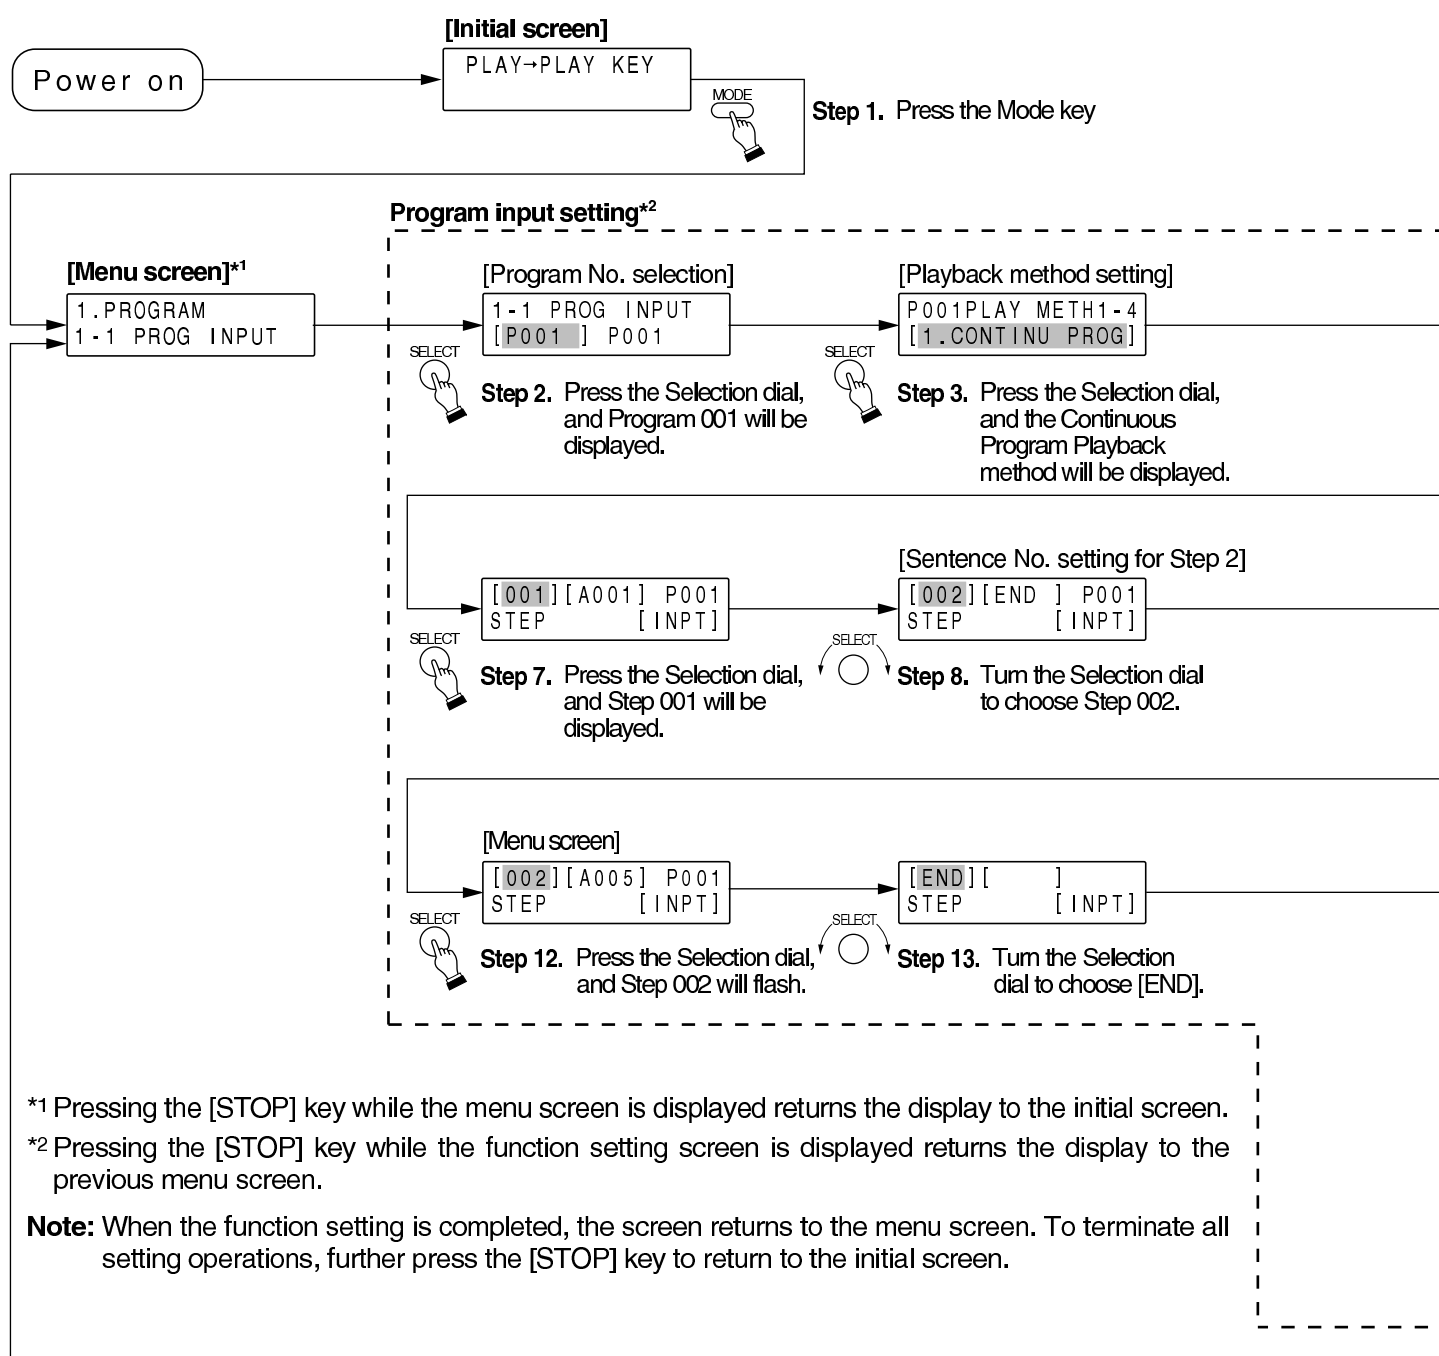 [Initial screen]
Power on
PLAY→PLAY KEY
MODE
Step 1. Press the Mode key
Program input setting*2
[Menu screen]*1
1.PROGRAM
1-1 PROG INPUT
[Program No. selection]
1-1 PROG INPUT
[P001 ] P001
SELECT
Step 2. Press the Selection dial,
and Program 001 will be
displayed.
[Playback method setting]
P001PLAY METH1-4
[1.CONTINU PROG]
SELECT
Step 3. Press the Selection dial,
and the Continuous
Program Playback
method will be displayed.
[001][A001] P001
STEP [INPT]
SELECT
Step 7. Press the Selection dial,
and Step 001 will be
displayed.
[Sentence No. setting for Step 2]
[002][END ] P001
STEP [INPT]
SELECT
Step 8. Turn the Selection dial
to choose Step 002.
[Menu screen]
[002][A005] P001
STEP [INPT]
SELECT
Step 12. Press the Selection dial,
and Step 002 will flash.
[END][ ]
STEP [INPT]
SELECT
Step 13. Turn the Selection
dial to choose [END].
*1 Pressing the [STOP] key while the menu screen is displayed returns the display to the initial screen.
*2 Pressing the [STOP] key while the function setting screen is displayed returns the display to the
previous menu screen.
Note: When the function setting is completed, the screen returns to the menu screen. To terminate all
setting operations, further press the [STOP] key to return to the initial screen.